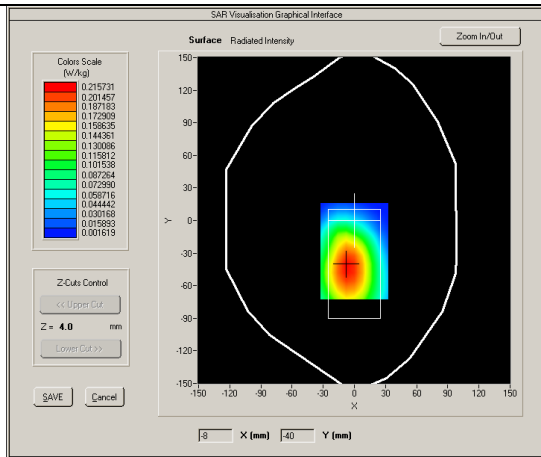 SAR Visualisation Graphical Interface
Surface Radiated Intensity
Zoom In/Out
Colors Scale
(W/kg)
0.215731
0.201457
0.187183
0.172909
0.158635
0.144361
0.130086
0.115812
0.101538
0.087264
0.072990
0.058716
0.044442
0.030168
0.015893
0.001619
Z-Cuts Control
<< Upper Cut
Z = 4.0 mm
Lower Cut >>
SAVE Cancel
150-
120-
90-
60-
30-
Y 0-
-30-
-60-
-90-
-120-
-150-
-150 -120 -90 -60 -30 0 30 60 90 120 150
X
-8 X (mm) -40 Y (mm)